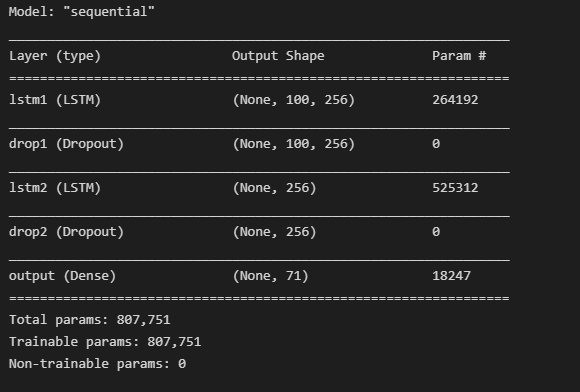 Model: "sequential"
_________________________________________________________________
Layer (type)                 Output Shape              Param #
=================================================================
lstm1 (LSTM)                 (None, 100, 256)          264192
_________________________________________________________________
drop1 (Dropout)              (None, 100, 256)          0
_________________________________________________________________
lstm2 (LSTM)                 (None, 256)               525312
_________________________________________________________________
drop2 (Dropout)              (None, 256)               0
_________________________________________________________________
output (Dense)               (None, 71)                18247
=================================================================
Total params: 807,751
Trainable params: 807,751
Non-trainable params: 0